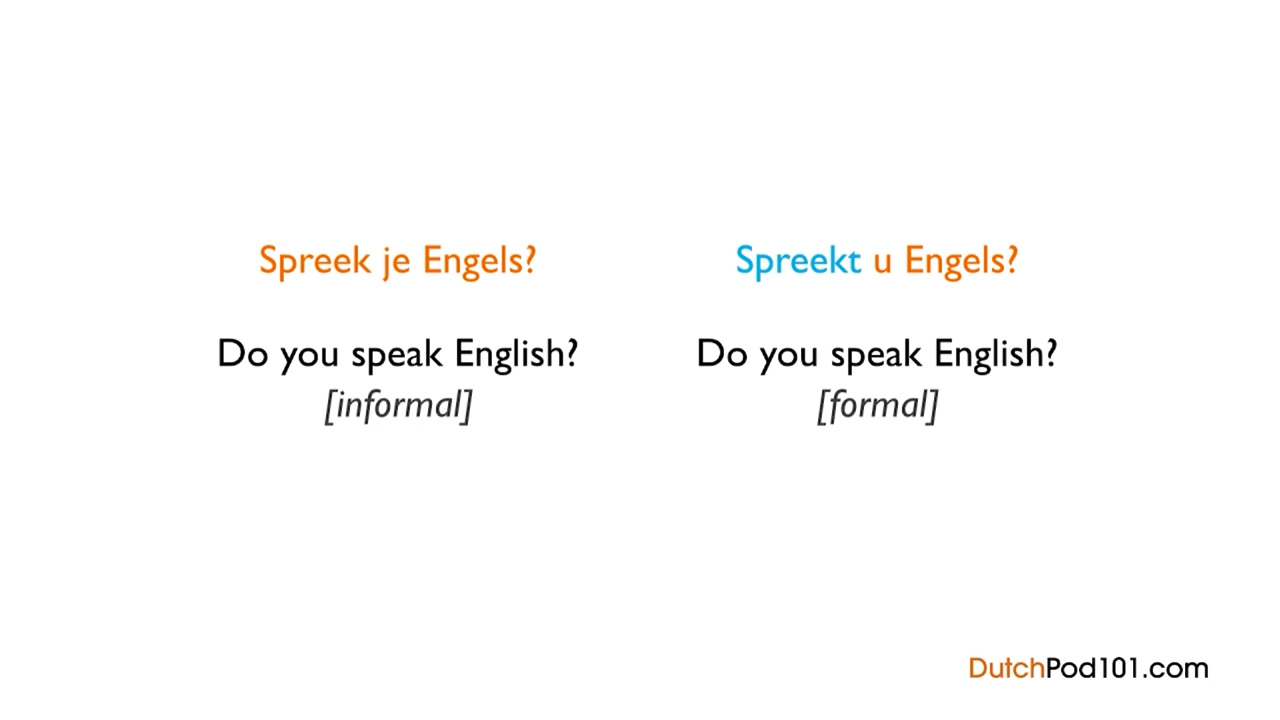 Spreek je Engels?
Do you speak English?
[informal]
Spreekt u Engels?
Do you speak English?
[formal]
DutchPod101.com